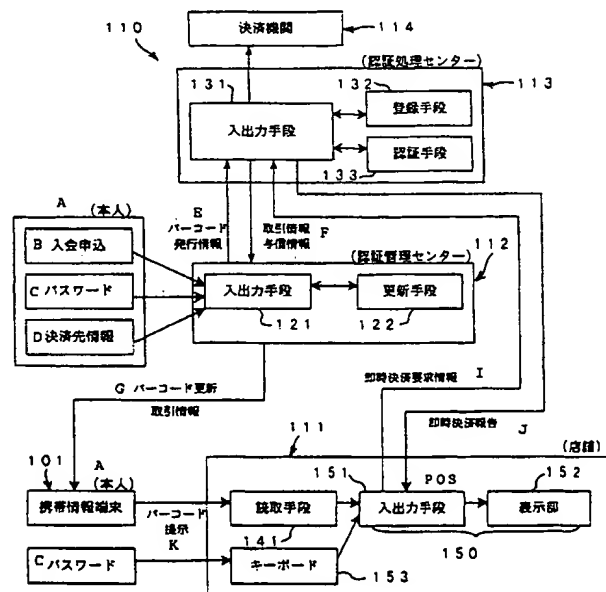 110
決済機関
114
(認証処理センター)
131
132
113
入出力手段
登録手段
認証手段
133
A
(本人)
E
バーコード
発行情報
取引情報
与信情報
F
B 入会申込
(認証管理センター)
112
C パスワード
入出力手段
更新手段
121
122
D 決済先情報
G バーコード更新
取引情報
即時決済要求情報
I
即時決済報告
J
111
(店舗)
101
A
(本人)
151
POS
152
携帯情報端末
読取手段
入出力手段
表示部
バーコード
提示
K
141
150
C パスワード
キーボード
153